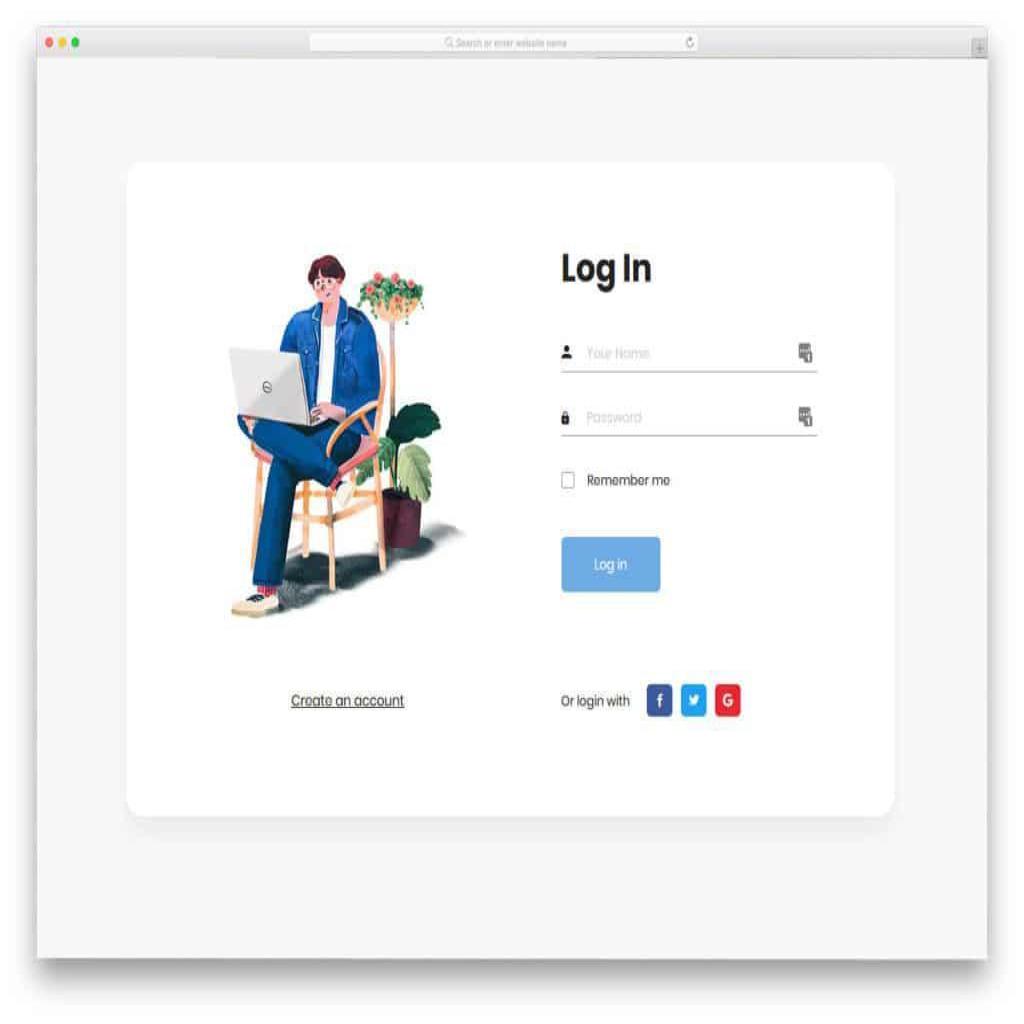 Search or enter website name
Log In
Your Name
Password
Remember me
Log in
Create an account
Or login with